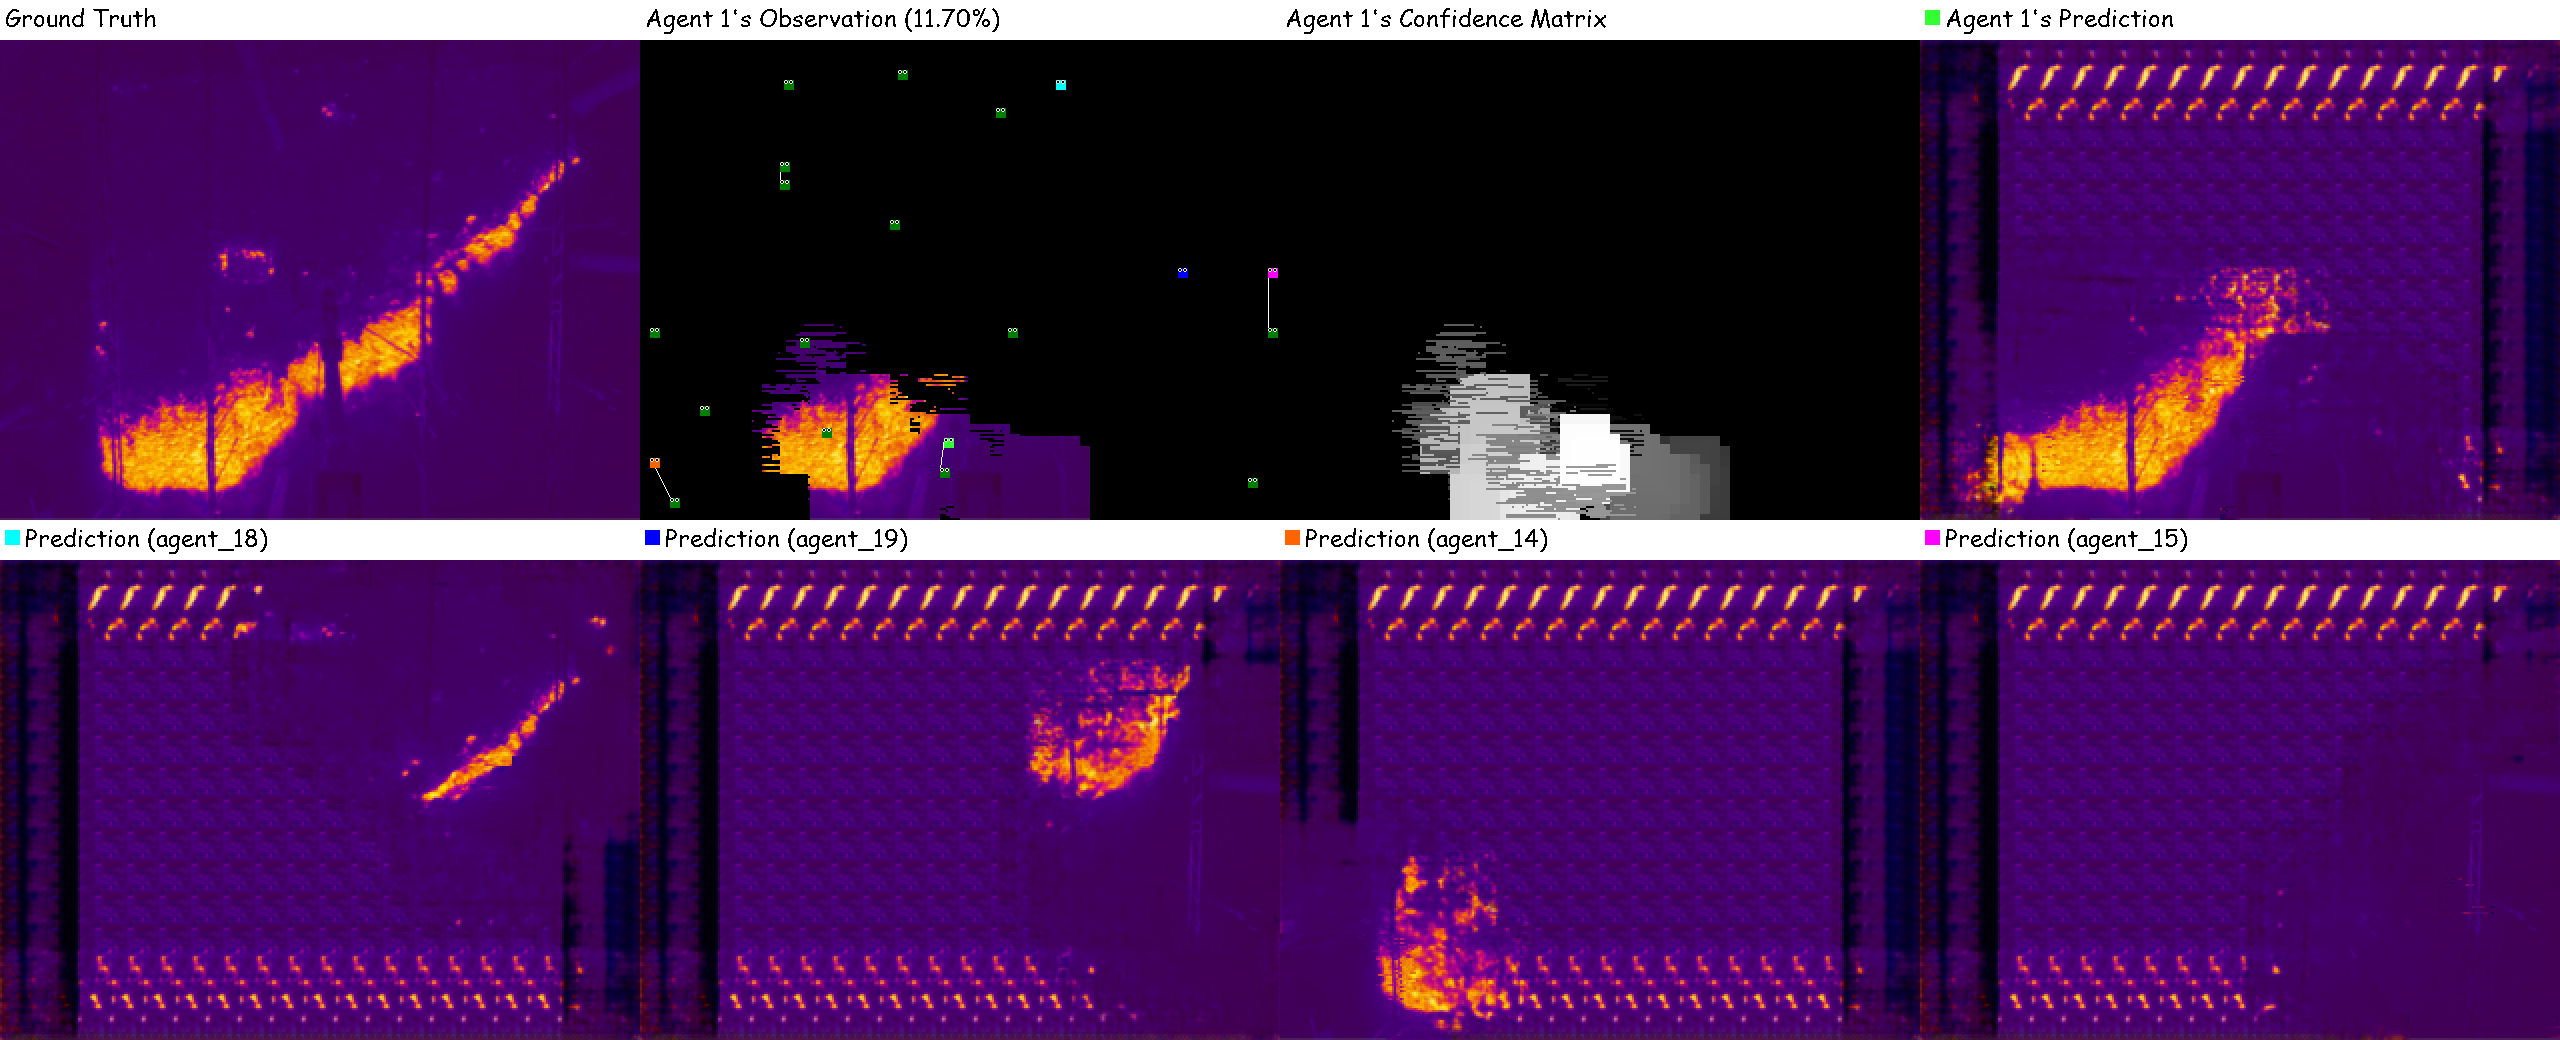 Ground Truth
Agent 1's Observation (11.70%)
Agent 1's Confidence Matrix
Agent 1's Prediction
Prediction (agent_18)
Prediction (agent_19)
Prediction (agent_14)
Prediction (agent_15)